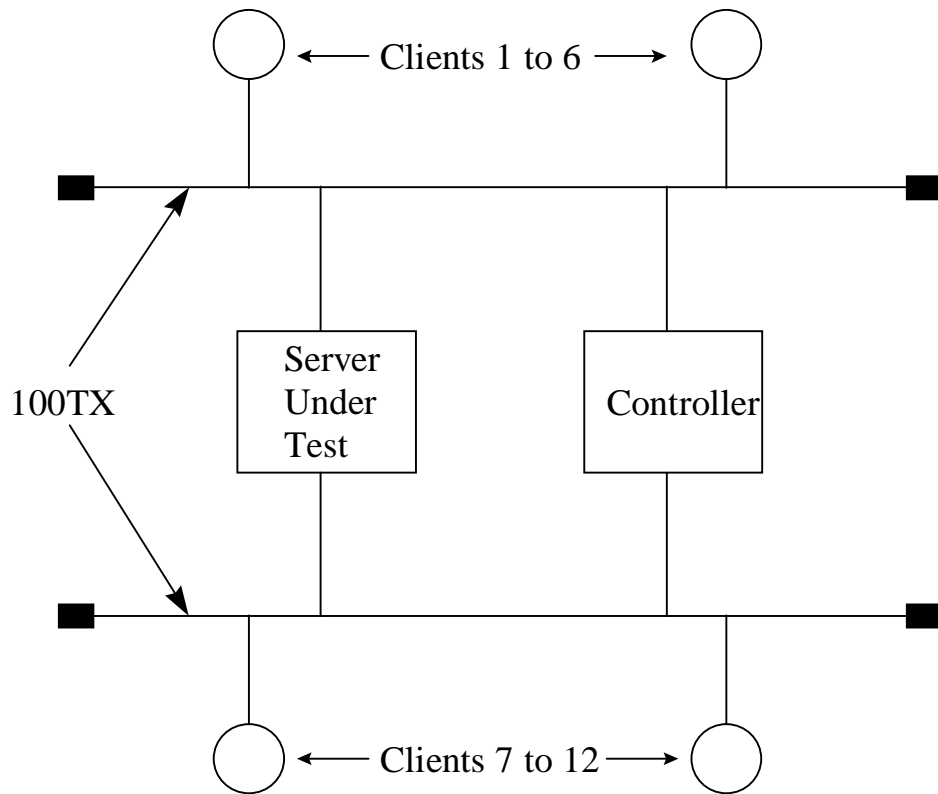 Clients 1 to 6
Server
Under
Test
100TX
Controller
Clients 7 to 12